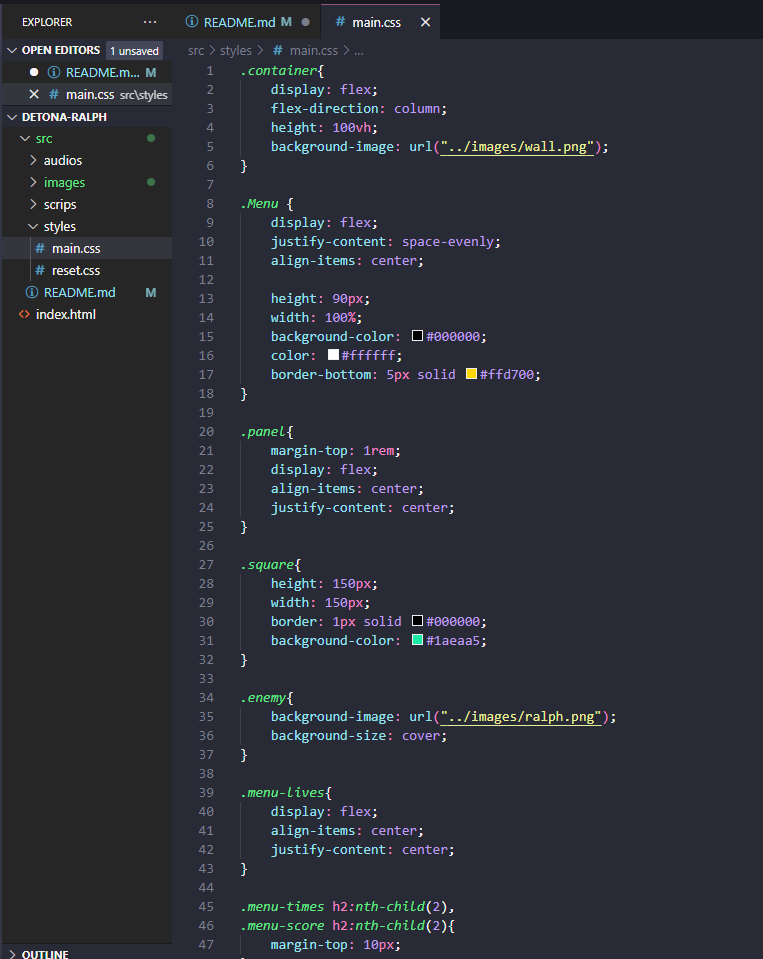 EXPLORER ...
OPEN EDITORS 1 unsaved
README.m... M
main.css src\styles
DETONA-RALPH
src
audios
images
scrips
styles
main.css
reset.css
README.md M
index.html
OUTLINE
README.md M
main.css
src > styles > # main.css > ...
1 .container{
2 display: flex;
3 flex-direction: column;
4 height: 100vh;
5 background-image: url("../images/wall.png");
6 }
7
8 .Menu {
9 display: flex;
10 justify-content: space-evenly;
11 align-items: center;
12
13 height: 90px;
14 width: 100%;
15 background-color: #000000;
16 color: #ffffff;
17 border-bottom: 5px solid #ffd700;
18 }
19
20 .panel{
21 margin-top: 1rem;
22 display: flex;
23 align-items: center;
24 justify-content: center;
25 }
26
27 .square{
28 height: 150px;
29 width: 150px;
30 border: 1px solid #000000;
31 background-color: #1aeaa5;
32 }
33
34 .enemy{
35 background-image: url("../images/ralph.png");
36 background-size: cover;
37 }
38
39 .menu-lives{
40 display: flex;
41 align-items: center;
42 justify-content: center;
43 }
44
45 .menu-times h2:nth-child(2),
46 .menu-score h2:nth-child(2){
47 margin-top: 10px;